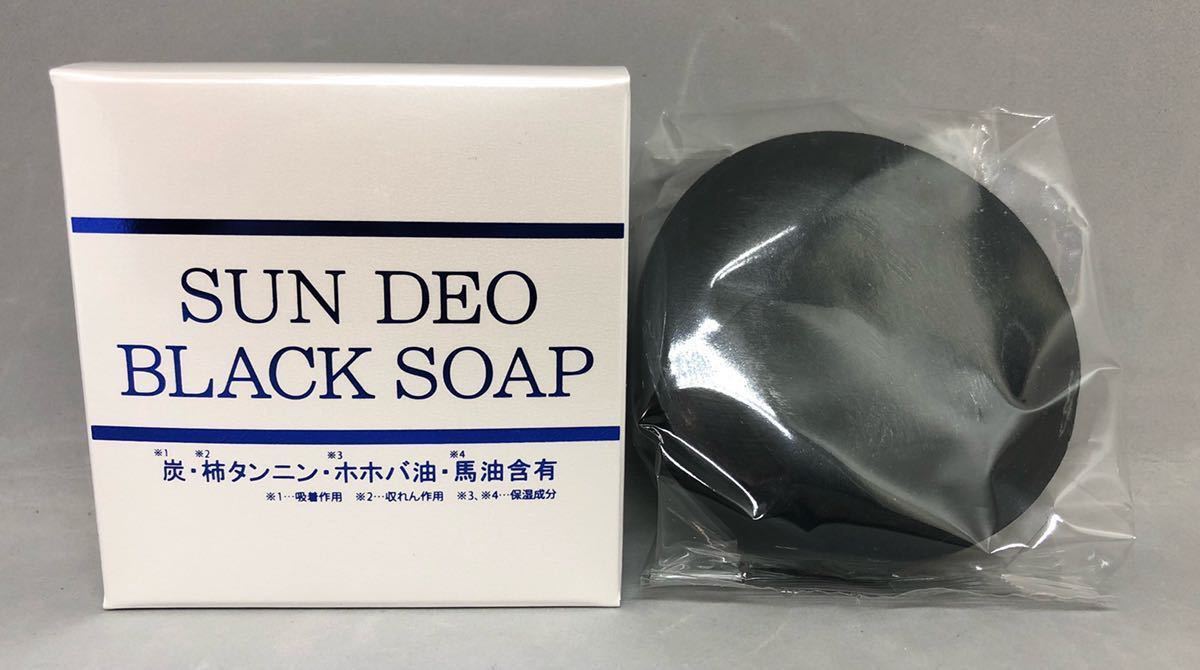 SUN DEO
BLACK SOAP
※1炭・※2柿タンニン・※3ホホバ油・※4馬油含有
※1…吸着作用 ※2…収れん作用 ※3、※4…保湿成分